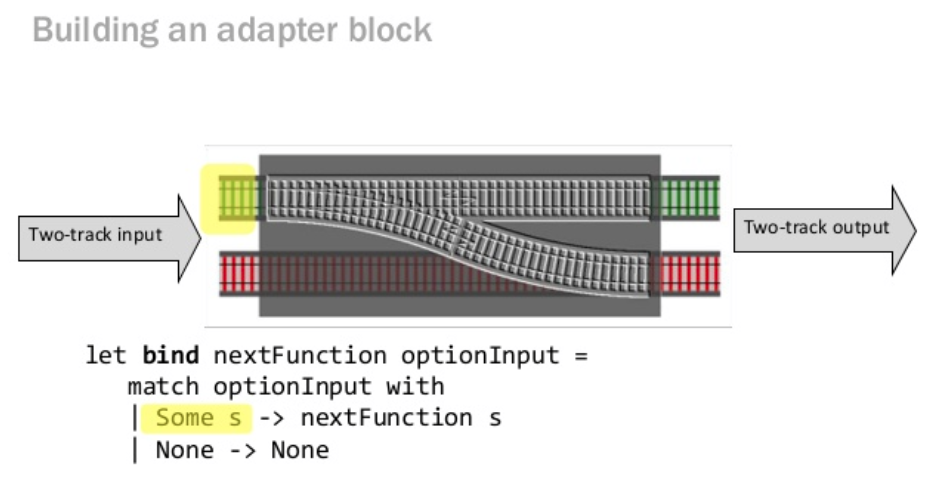 Building an adapter block
Two-track input
Two-track output
let bind nextFunction optionInput =
match optionInput with
| Some s -> nextFunction s
| None -> None